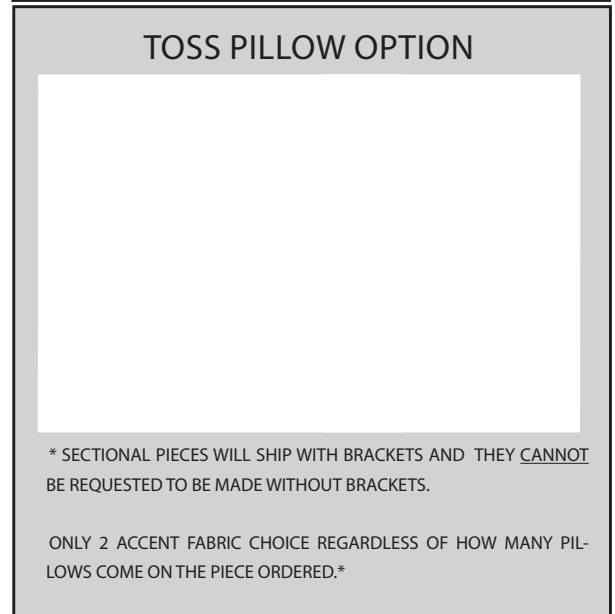 TOSS PILLOW OPTION
* SECTIONAL PIECES WILL SHIP WITH BRACKETS AND THEY CANNOT
BE REQUESTED TO BE MADE WITHOUT BRACKETS.
ONLY 2 ACCENT FABRIC CHOICE REGARDLESS OF HOW MANY PIL-
LOWS COME ON THE PIECE ORDERED.*